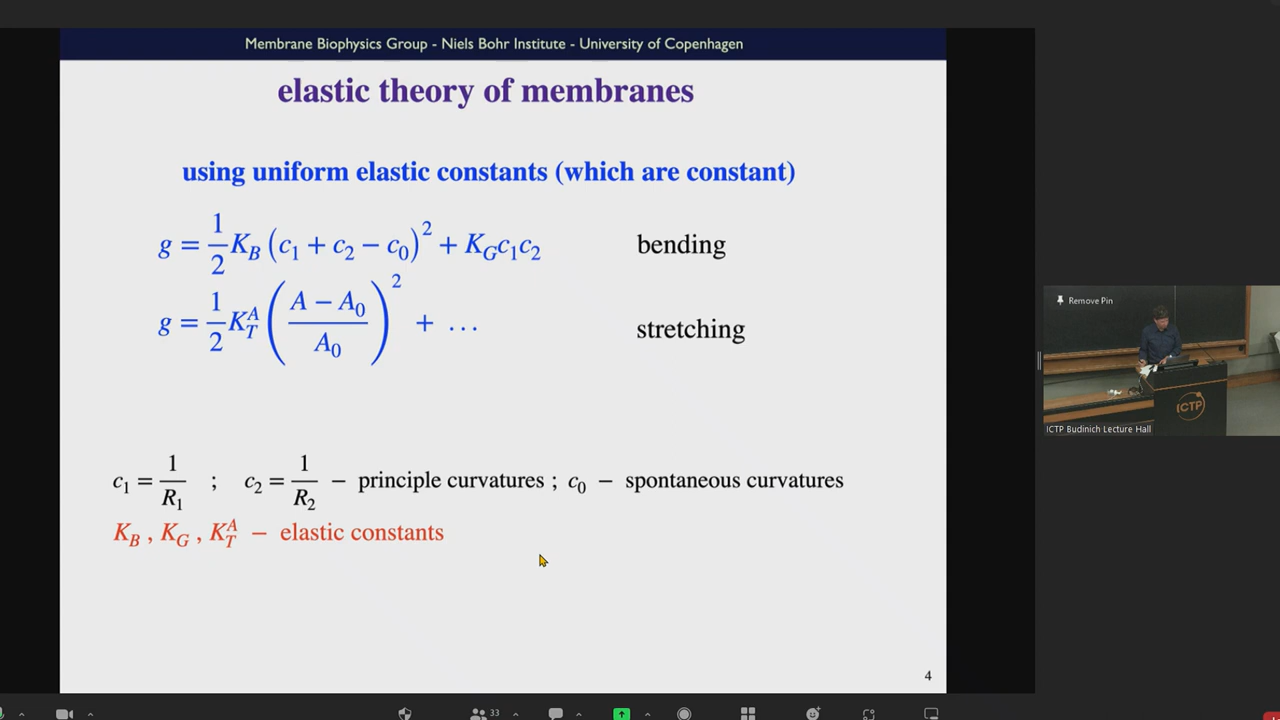 Membrane Biophysics Group - Niels Bohr Institute - University of Copenhagen
elastic theory of membranes
using uniform elastic constants (which are constant)
g = 1/2 K_B (c_1 + c_2 − c_0)^2 + K_G c_1 c_2 bending
g = 1/2 K_T^A ((A − A_0)/A_0)^2 + … stretching
c_1 = 1/R_1 ; c_2 = 1/R_2 − principle curvatures ; c_0 − spontaneous curvatures
K_B , K_G , K_T^A − elastic constants
4
Remove Pin
ICTP
ICTP Budinich Lecture Hall
33